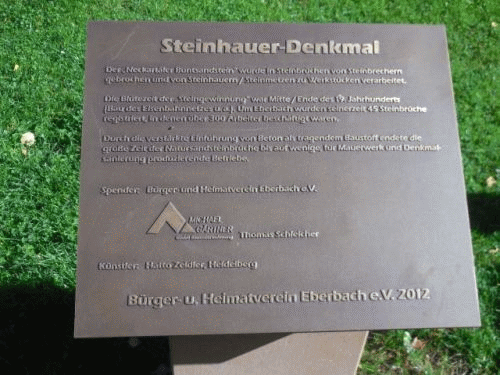 Steinhauer-Denkmal
Der „Neckartäler Buntsandstein“ wurde in Steinbrüchen von Steinbrechern
gebrochen und von Steinhauern / Steinmetzen zu Werkstücken verarbeitet.
Die Blütezeit der „Steingewinnung“ war Mitte / Ende des 19. Jahrhunderts
(Bau des Eisenbahnnetzes u.a.). Um Eberbach wurden seinerzeit 45 Steinbrüche
registriert, in denen über 300 Arbeiter beschäftigt waren.
Durch die verstärkte Einführung von Beton als tragendem Baustoff endete die
große Zeit der Natursandsteinbrüche bis auf wenige, für Mauerwerk und Denkmal-
sanierung produzierende Betriebe.
Spender: Bürger- und Heimatverein Eberbach e.V.
MICHAEL
GÄRTNER
Thomas Schleicher
Künstler: Hatto Zeidler, Heidelberg
Bürger- u. Heimatverein Eberbach e.V. 2012